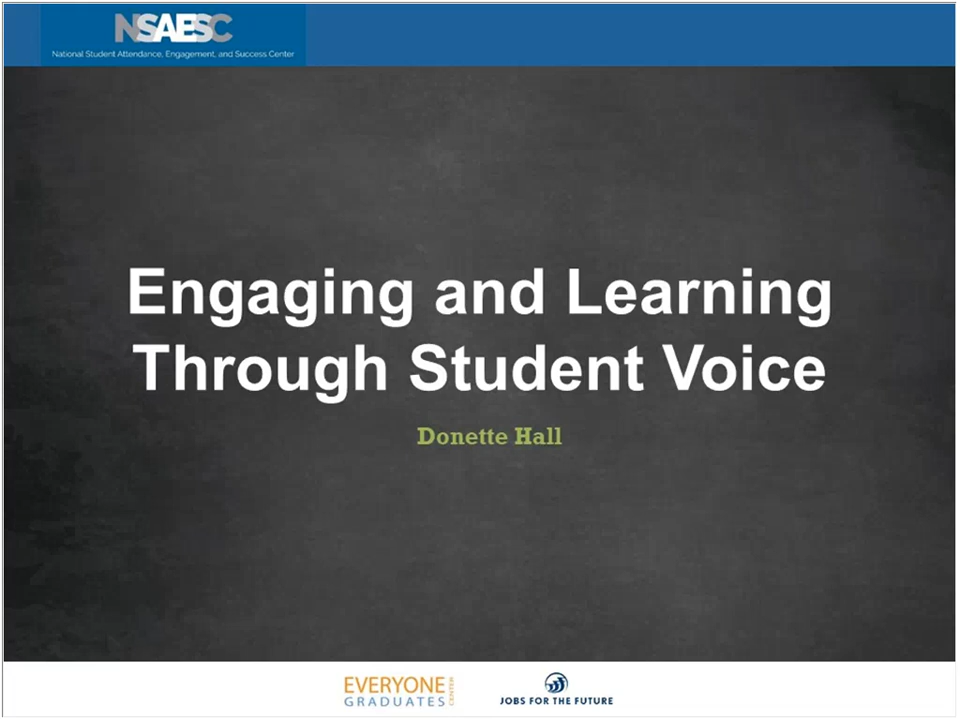 NSAESC
National Student Attendance, Engagement, and Success Center
Engaging and Learning
Through Student Voice
Donette Hall
EVERYONE
GRADUATES
CENTER
JOBS FOR THE FUTURE